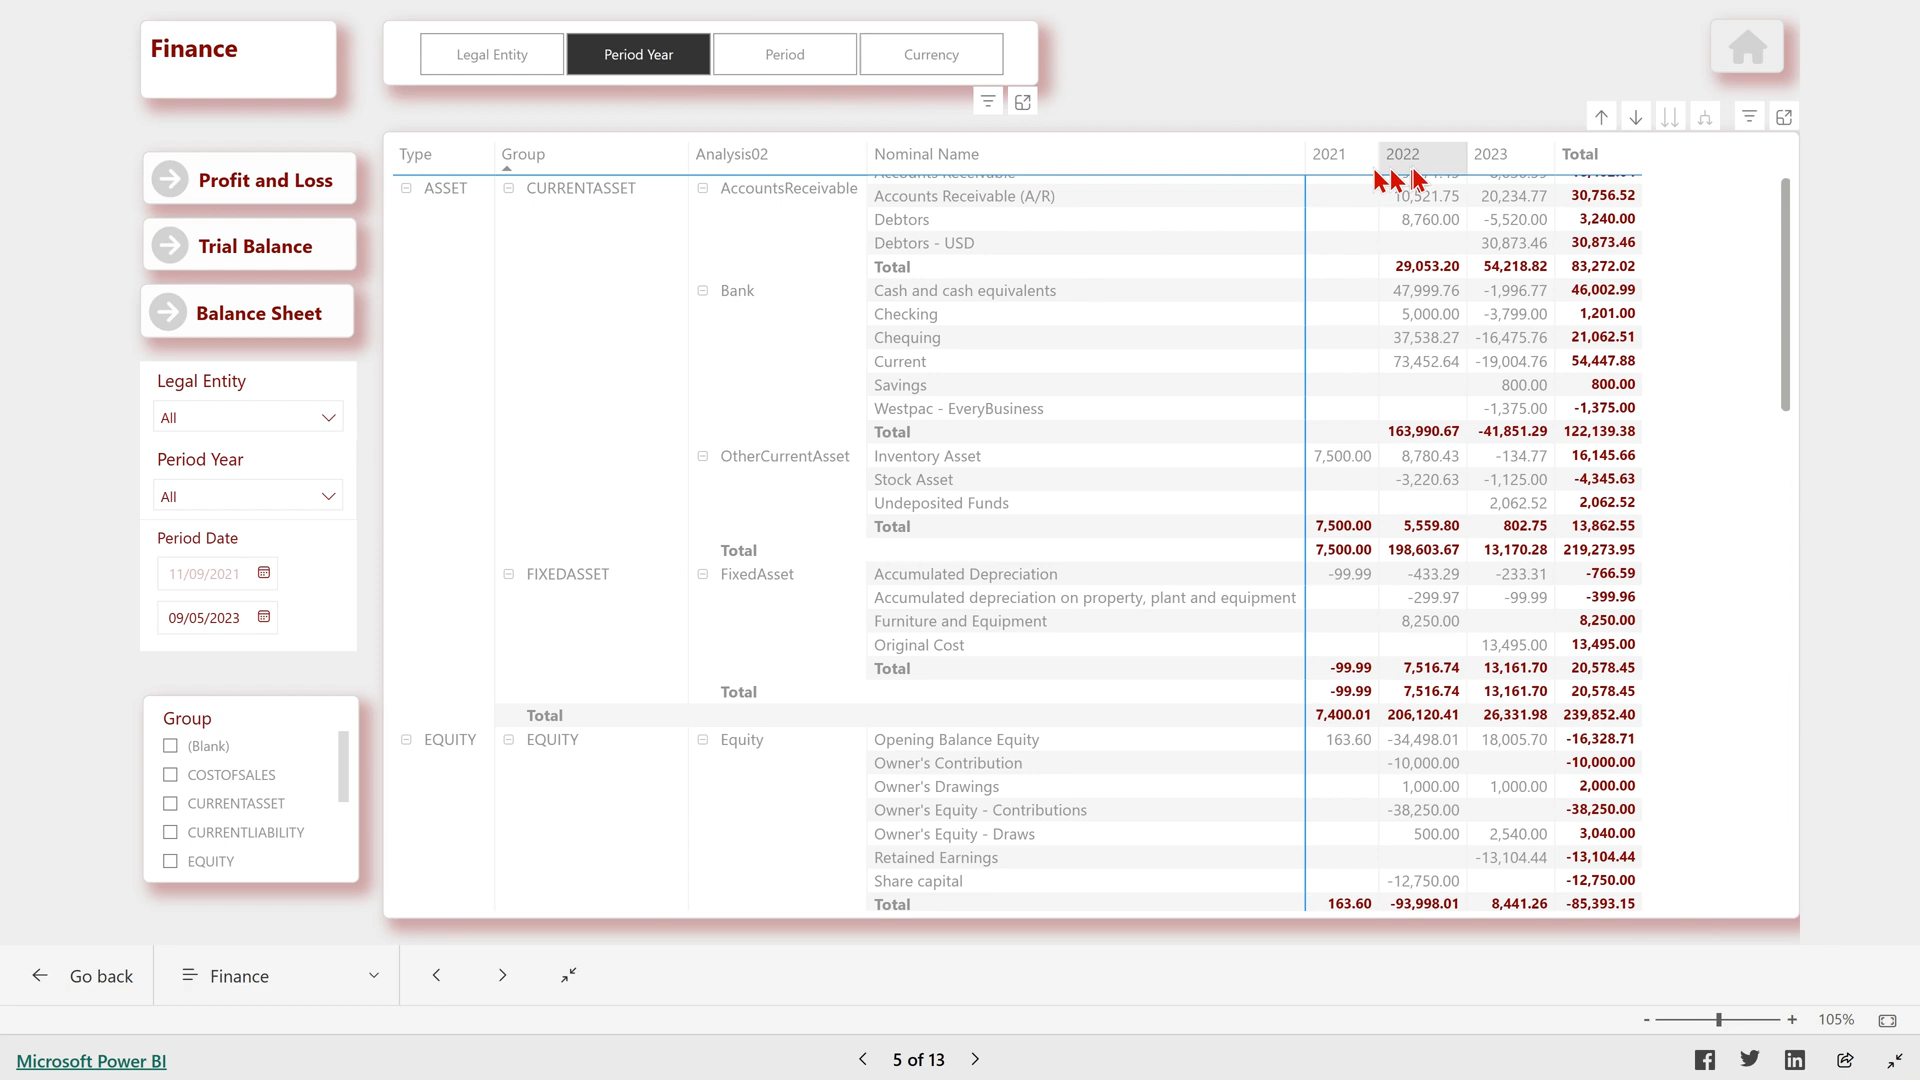 Finance
Legal Entity Period Year Period Currency
Profit and Loss
Trial Balance
Balance Sheet
Legal Entity
All
Period Year
All
Period Date
11/09/2021
09/05/2023
Group
(Blank)
COSTOFSALES
CURRENTASSET
CURRENTLIABILITY
EQUITY
Type Group Analysis02 Nominal Name 2021 2022 2023 Total
ASSET CURRENTASSET AccountsReceivable
Accounts Receivable (A/R) 10,521.75 20,234.77 30,756.52
Debtors 8,760.00 -5,520.00 3,240.00
Debtors - USD 30,873.46 30,873.46
Total 29,053.20 54,218.82 83,272.02
Bank Cash and cash equivalents 47,999.76 -1,996.77 46,002.99
Checking 5,000.00 -3,799.00 1,201.00
Chequing 37,538.27 -16,475.76 21,062.51
Current 73,452.64 -19,004.76 54,447.88
Savings 800.00 800.00
Westpac - EveryBusiness -1,375.00 -1,375.00
Total 163,990.67 -41,851.29 122,139.38
OtherCurrentAsset Inventory Asset 7,500.00 8,780.43 -134.77 16,145.66
Stock Asset -3,220.63 -1,125.00 -4,345.63
Undeposited Funds 2,062.52 2,062.52
Total 7,500.00 5,559.80 802.75 13,862.55
Total 7,500.00 198,603.67 13,170.28 219,273.95
FIXEDASSET FixedAsset Accumulated Depreciation -99.99 -433.29 -233.31 -766.59
Accumulated depreciation on property, plant and equipment -299.97 -99.99 -399.96
Furniture and Equipment 8,250.00 8,250.00
Original Cost 13,495.00 13,495.00
Total -99.99 7,516.74 13,161.70 20,578.45
Total -99.99 7,516.74 13,161.70 20,578.45
Total 7,400.01 206,120.41 26,331.98 239,852.40
EQUITY EQUITY Equity Opening Balance Equity 163.60 -34,498.01 18,005.70 -16,328.71
Owner's Contribution -10,000.00 -10,000.00
Owner's Drawings 1,000.00 1,000.00 2,000.00
Owner's Equity - Contributions -38,250.00 -38,250.00
Owner's Equity - Draws 500.00 2,540.00 3,040.00
Retained Earnings -13,104.44 -13,104.44
Share capital -12,750.00 -12,750.00
Total 163.60 -93,998.01 8,441.26 -85,393.15
Go back Finance
- + 105%
Microsoft Power BI 5 of 13